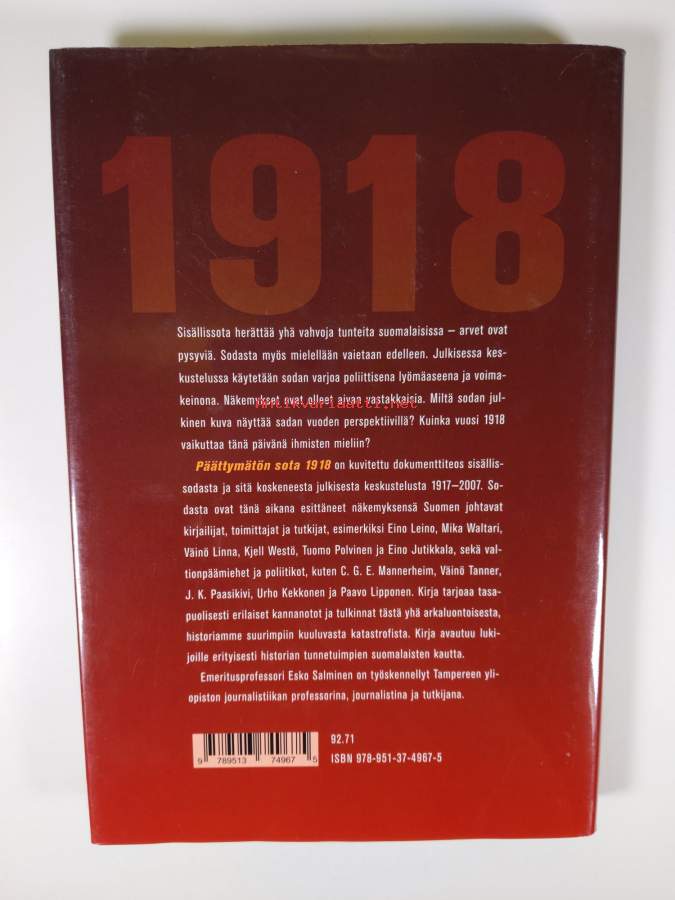 1918
Sisällissota herättää yhä vahvoja tunteita suomalaisissa – arvet ovat
pysyviä. Sodasta myös mielellään vaietaan edelleen. Julkisessa kes-
kustelussa käytetään sodan varjoa poliittisena lyömäaseena ja voima-
keinona. Näkemykset ovat olleet aivan vastakkaisia. Miltä sodan jul-
Antikvariaatti.net
kinen kuva näyttää sadan vuoden perspektiivillä? Kuinka vuosi 1918
vaikuttaa tänä päivänä ihmisten mieliin?
Päättymätön sota 1918 on kuvitettu dokumenttiteos sisällis-
sodasta ja sitä koskeneesta julkisesta keskustelusta 1917–2007. So-
dasta ovat tänä aikana esittäneet näkemyksensä Suomen johtavat
kirjailijat, toimittajat ja tutkijat, esimerkiksi Eino Leino, Mika Waltari,
Väinö Linna, Kjell Westö, Tuomo Polvinen ja Eino Jutikkala, sekä val-
tionpäämiehet ja poliitikot, kuten C. G. E. Mannerheim, Väinö Tanner,
J. K. Paasikivi, Urho Kekkonen ja Paavo Lipponen. Kirja tarjoaa tasa-
puolisesti erilaiset kannanotot ja tulkinnat tästä yhä arkaluontoisesta,
historiamme suurimpiin kuuluvasta katastrofista. Kirja avautuu luki-
joille erityisesti historian tunnetuimpien suomalaisten kautta.
Emeritusprofessori Esko Salminen on työskennellyt Tampereen yli-
opiston journalistiikan professorina, journalistina ja tutkijana.
92.71
ISBN 978-951-37-4967-5
9 789513 749675